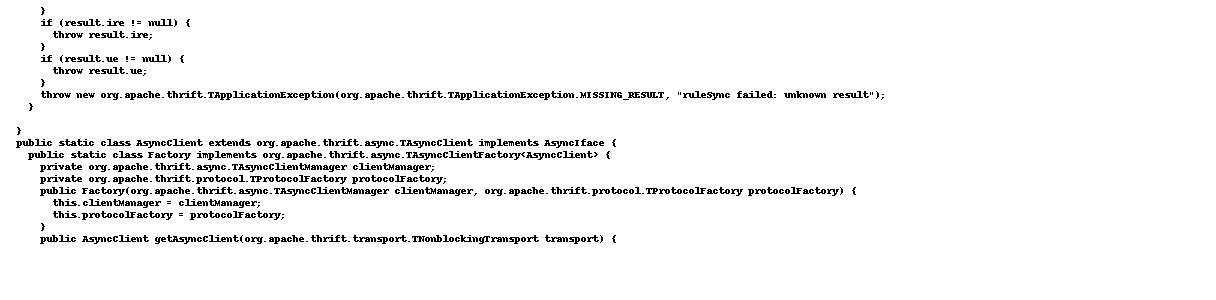 }
    if (result.ire != null) {
      throw result.ire;
    }
    if (result.ue != null) {
      throw result.ue;
    }
    throw new org.apache.thrift.TApplicationException(org.apache.thrift.TApplicationException.MISSING_RESULT, "ruleSync failed: unknown result");
  }

}
public static class AsyncClient extends org.apache.thrift.async.TAsyncClient implements AsyncIface {
  public static class Factory implements org.apache.thrift.async.TAsyncClientFactory<AsyncClient> {
    private org.apache.thrift.async.TAsyncClientManager clientManager;
    private org.apache.thrift.protocol.TProtocolFactory protocolFactory;
    public Factory(org.apache.thrift.async.TAsyncClientManager clientManager, org.apache.thrift.protocol.TProtocolFactory protocolFactory) {
      this.clientManager = clientManager;
      this.protocolFactory = protocolFactory;
    }
    public AsyncClient getAsyncClient(org.apache.thrift.transport.TNonblockingTransport transport) {